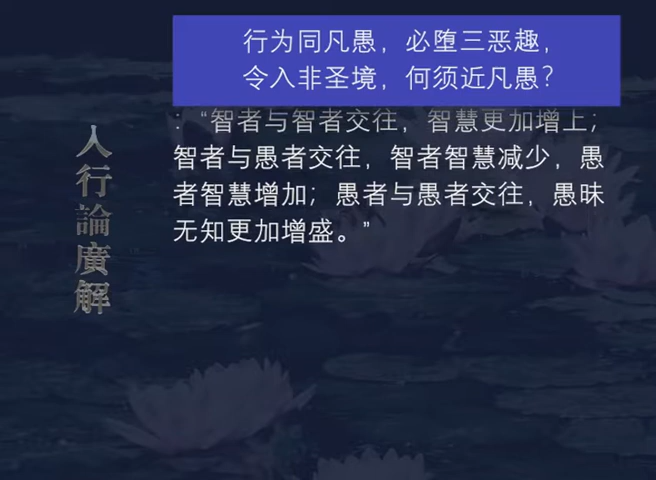 行为同凡愚，必堕三恶趣，
令入非圣境，何须近凡愚？
：“智者与智者交往，智慧更加增上；
智者与愚者交往，智者智慧减少，愚
者智慧增加；愚者与愚者交往，愚昧
无知更加增盛。”
入行論廣解